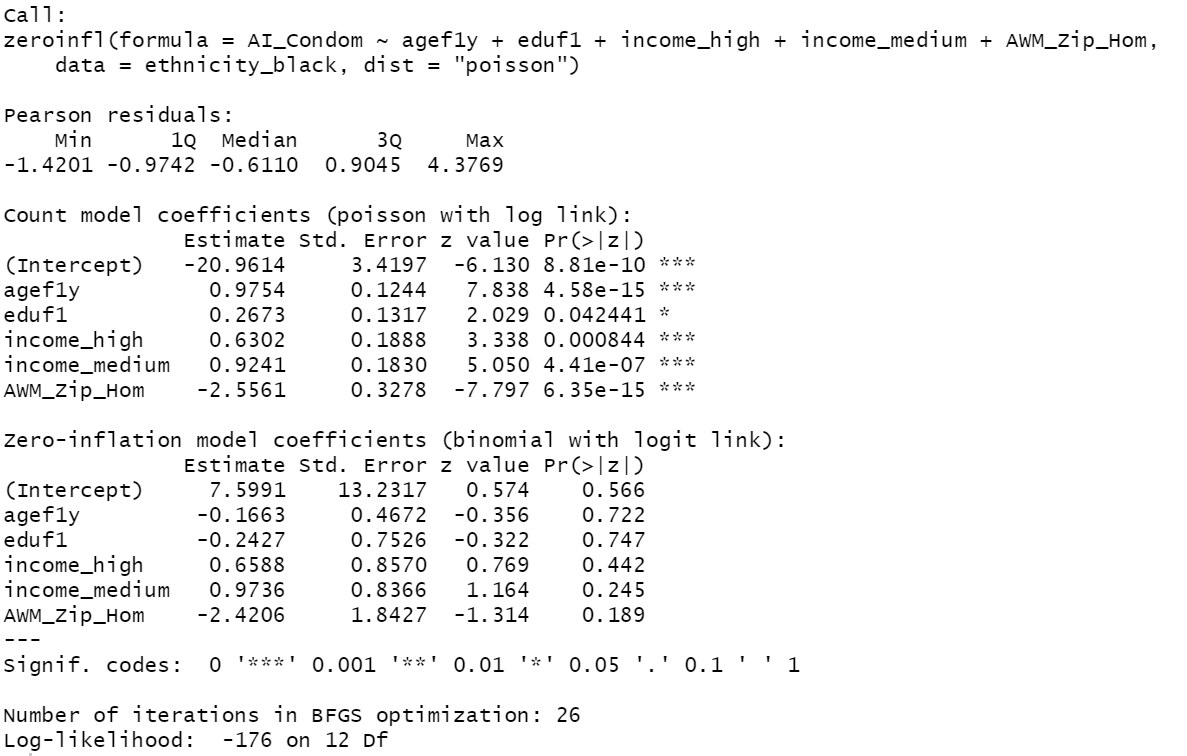 Call:
zeroinfl(formula = AI_Condom ~ agef1y + eduf1 + income_high + income_medium + AWM_Zip_Hom,
    data = ethnicity_black, dist = "poisson")

Pearson residuals:
    Min      1Q  Median      3Q     Max
-1.4201 -0.9742 -0.6110  0.9045  4.3769

Count model coefficients (poisson with log link):
              Estimate Std. Error z value Pr(>|z|)
(Intercept)   -20.9614     3.4197  -6.130 8.81e-10 ***
agef1y          0.9754     0.1244   7.838 4.58e-15 ***
eduf1           0.2673     0.1317   2.029 0.042441 *
income_high     0.6302     0.1888   3.338 0.000844 ***
income_medium   0.9241     0.1830   5.050 4.41e-07 ***
AWM_Zip_Hom    -2.5561     0.3278  -7.797 6.35e-15 ***

Zero-inflation model coefficients (binomial with logit link):
              Estimate Std. Error z value Pr(>|z|)
(Intercept)     7.5991    13.2317   0.574    0.566
agef1y         -0.1663     0.4672  -0.356    0.722
eduf1          -0.2427     0.7526  -0.322    0.747
income_high     0.6588     0.8570   0.769    0.442
income_medium   0.9736     0.8366   1.164    0.245
AWM_Zip_Hom    -2.4206     1.8427  -1.314    0.189
---
Signif. codes:  0 '***' 0.001 '**' 0.01 '*' 0.05 '.' 0.1 ' ' 1

Number of iterations in BFGS optimization: 26
Log-likelihood:  -176 on 12 Df